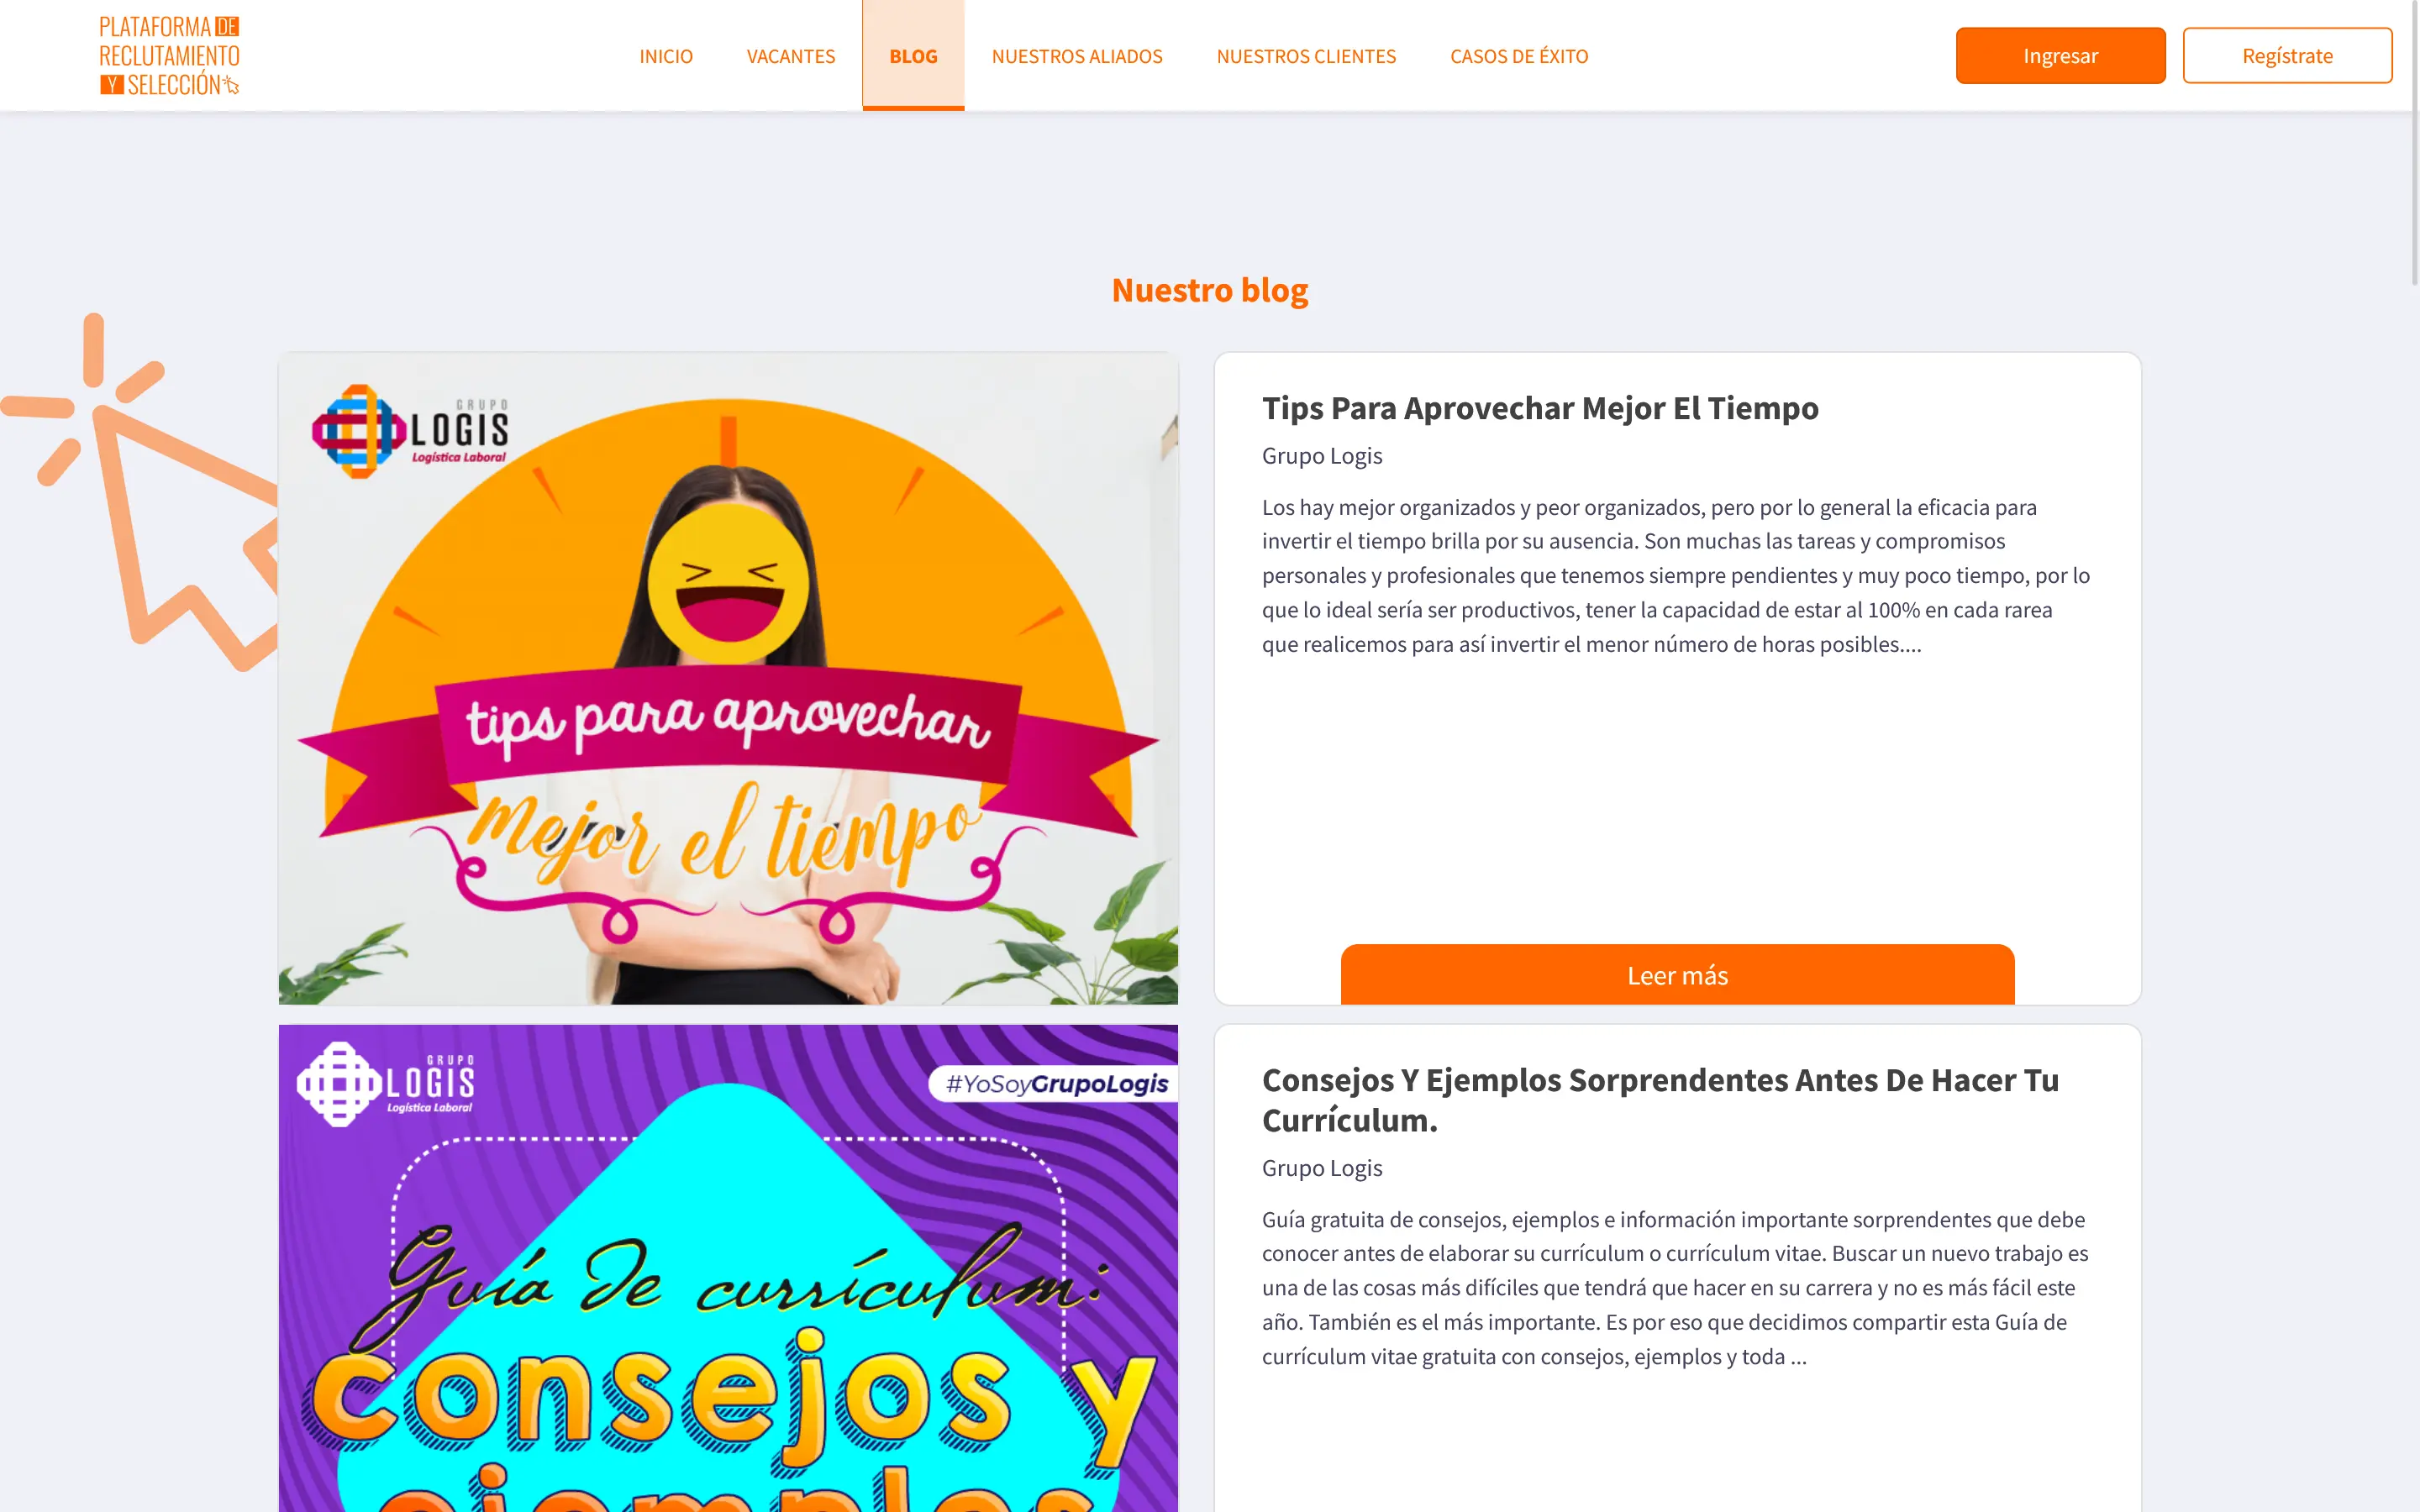 PLATAFORMA DE
RECLUTAMIENTO
Y SELECCIÓN
INICIO
VACANTES
BLOG
NUESTROS ALIADOS
NUESTROS CLIENTES
CASOS DE ÉXITO
Ingresar
Regístrate
Nuestro blog
GRUPO
LOGIS
Logística Laboral
tips para aprovechar
mejor el tiempo
Tips Para Aprovechar Mejor El Tiempo
Grupo Logis
Los hay mejor organizados y peor organizados, pero por lo general la eficacia para
invertir el tiempo brilla por su ausencia. Son muchas las tareas y compromisos
personales y profesionales que tenemos siempre pendientes y muy poco tiempo, por lo
que lo ideal sería ser productivos, tener la capacidad de estar al 100% en cada rarea
que realicemos para así invertir el menor número de horas posibles....
Leer más
GRUPO
LOGIS
Logística Laboral
#YoSoyGrupoLogis
Guía de currículum:
consejos y
ejemplos
Consejos Y Ejemplos Sorprendentes Antes De Hacer Tu
Currículum.
Grupo Logis
Guía gratuita de consejos, ejemplos e información importante sorprendentes que debe
conocer antes de elaborar su currículum o currículum vitae. Buscar un nuevo trabajo es
una de las cosas más difíciles que tendrá que hacer en su carrera y no es más fácil este
año. También es el más importante. Es por eso que decidimos compartir esta Guía de
currículum vitae gratuita con consejos, ejemplos y toda ...